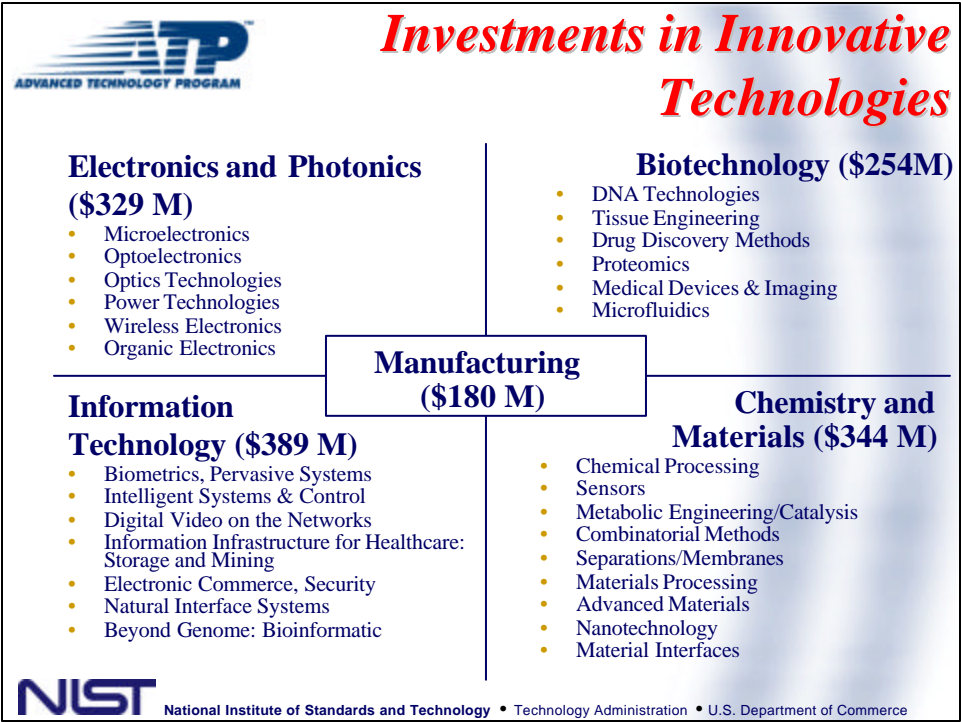 ATP™
ADVANCED TECHNOLOGY PROGRAM
Investments in Innovative
Technologies
Electronics and Photonics
($329 M)
• Microelectronics
• Optoelectronics
• Optics Technologies
• Power Technologies
• Wireless Electronics
• Organic Electronics
Biotechnology ($254M)
• DNA Technologies
• Tissue Engineering
• Drug Discovery Methods
• Proteomics
• Medical Devices & Imaging
• Microfluidics
Manufacturing
($180 M)
Information
Technology ($389 M)
• Biometrics, Pervasive Systems
• Intelligent Systems & Control
• Digital Video on the Networks
• Information Infrastructure for Healthcare:
Storage and Mining
• Electronic Commerce, Security
• Natural Interface Systems
• Beyond Genome: Bioinformatic
Chemistry and
Materials ($344 M)
• Chemical Processing
• Sensors
• Metabolic Engineering/Catalysis
• Combinatorial Methods
• Separations/Membranes
• Materials Processing
• Advanced Materials
• Nanotechnology
• Material Interfaces
NIST
National Institute of Standards and Technology • Technology Administration • U.S. Department of Commerce